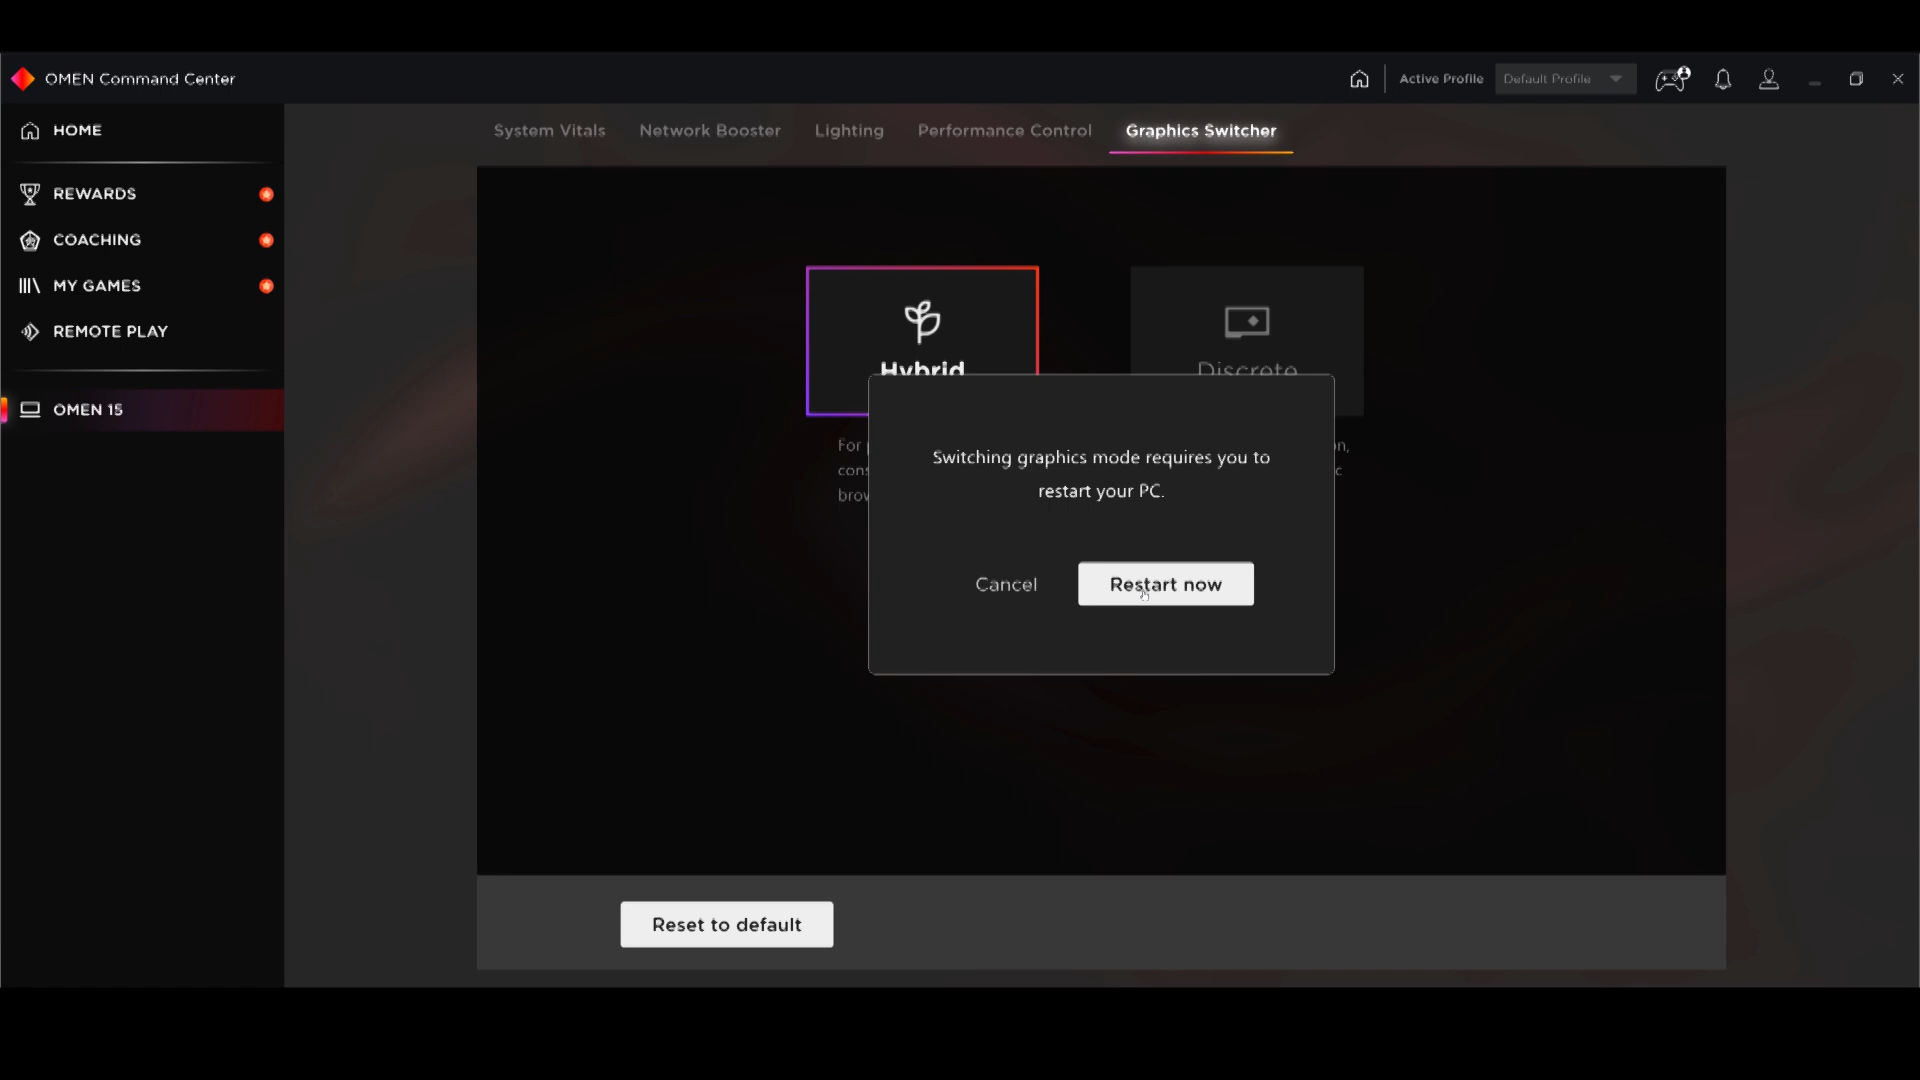 OMEN Command Center
Active Profile
Default Profile
HOME
REWARDS
COACHING
MY GAMES
REMOTE PLAY
OMEN 15
System Vitals
Network Booster
Lighting
Performance Control
Graphics Switcher
Hybrid
Discrete
For
Switching graphics mode requires you to
restart your PC.
Cancel
Restart now
Reset to default